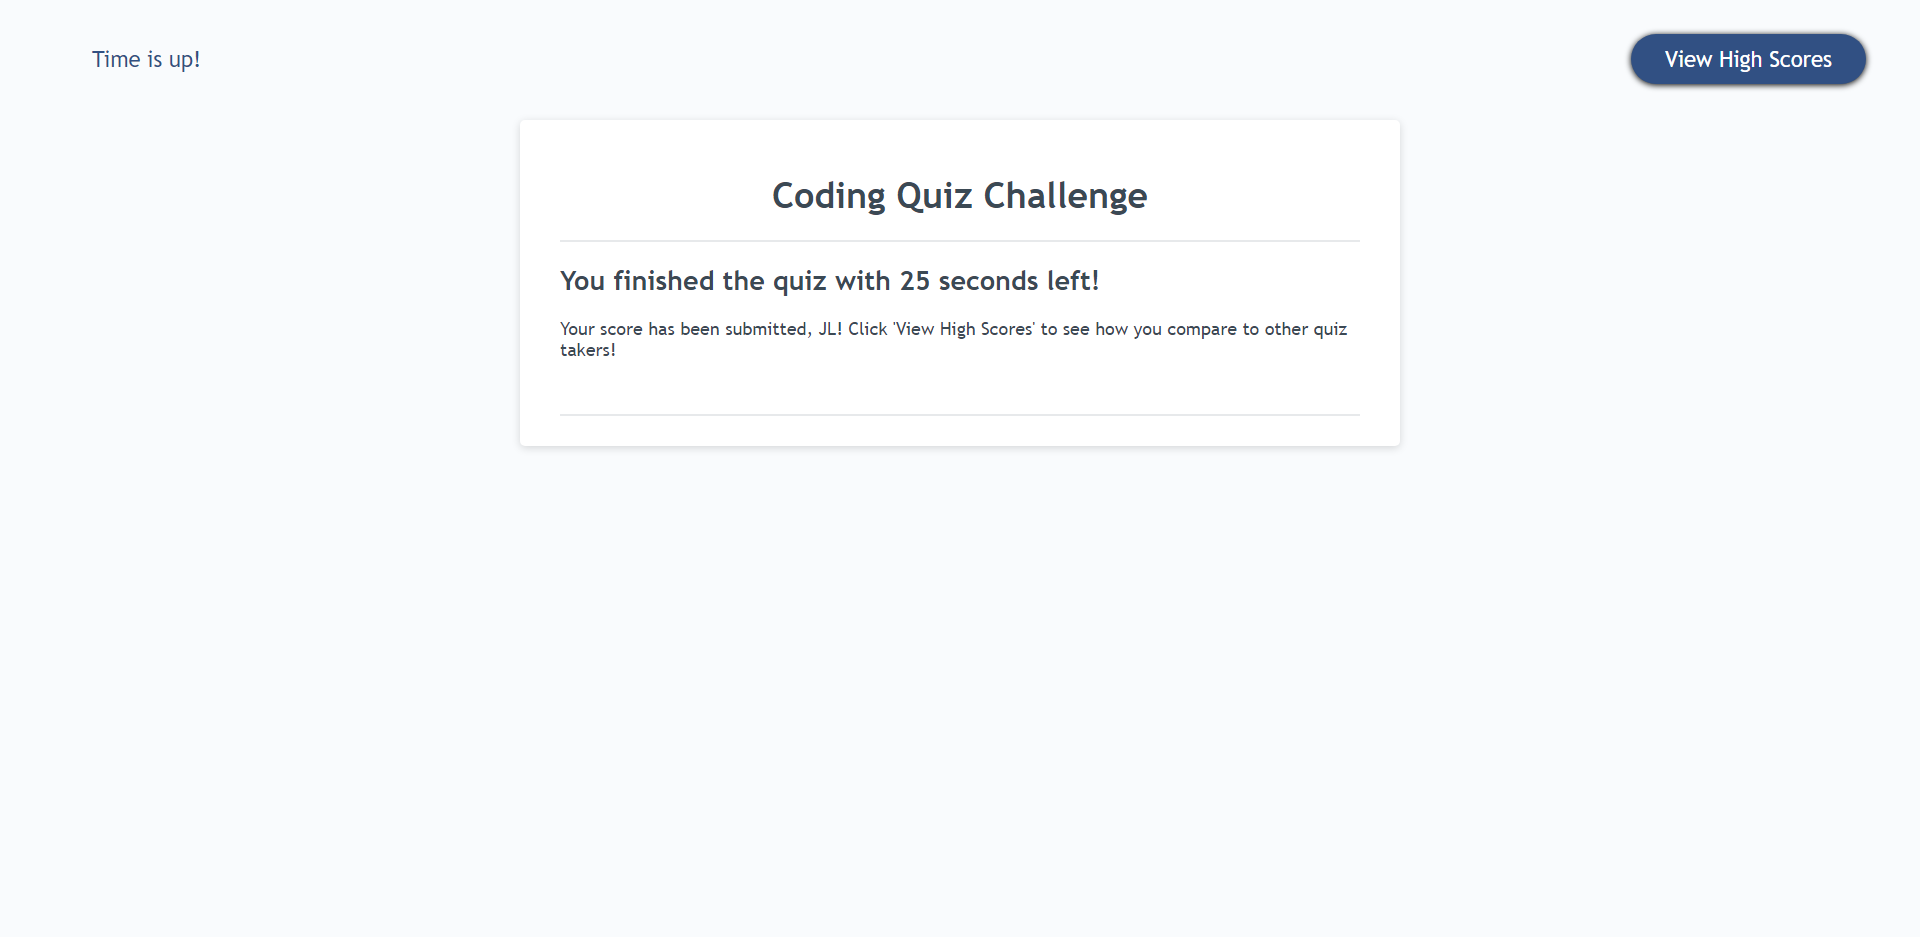 Time is up!
View High Scores
Coding Quiz Challenge
You finished the quiz with 25 seconds left!
Your score has been submitted, JL! Click 'View High Scores' to see how you compare to other quiz
takers!